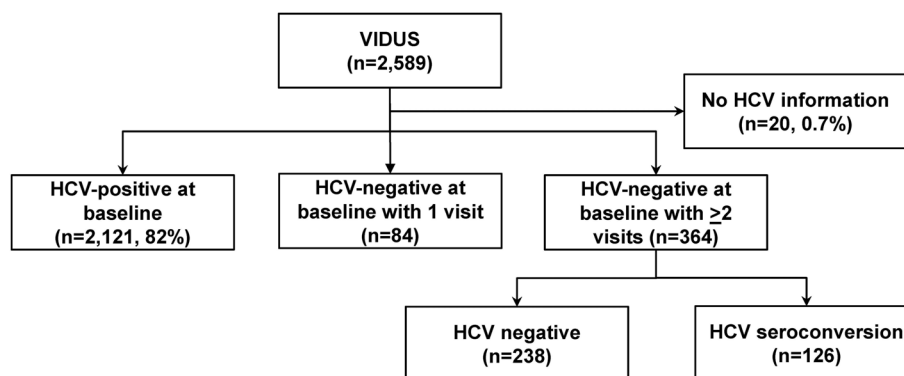 VIDUS
(n=2,589)
No HCV information
(n=20, 0.7%)
HCV-positive at
baseline
(n=2,121, 82%)
HCV-negative at
baseline with 1 visit
(n=84)
HCV-negative at
baseline with ≥2
visits (n=364)
HCV negative
(n=238)
HCV seroconversion
(n=126)